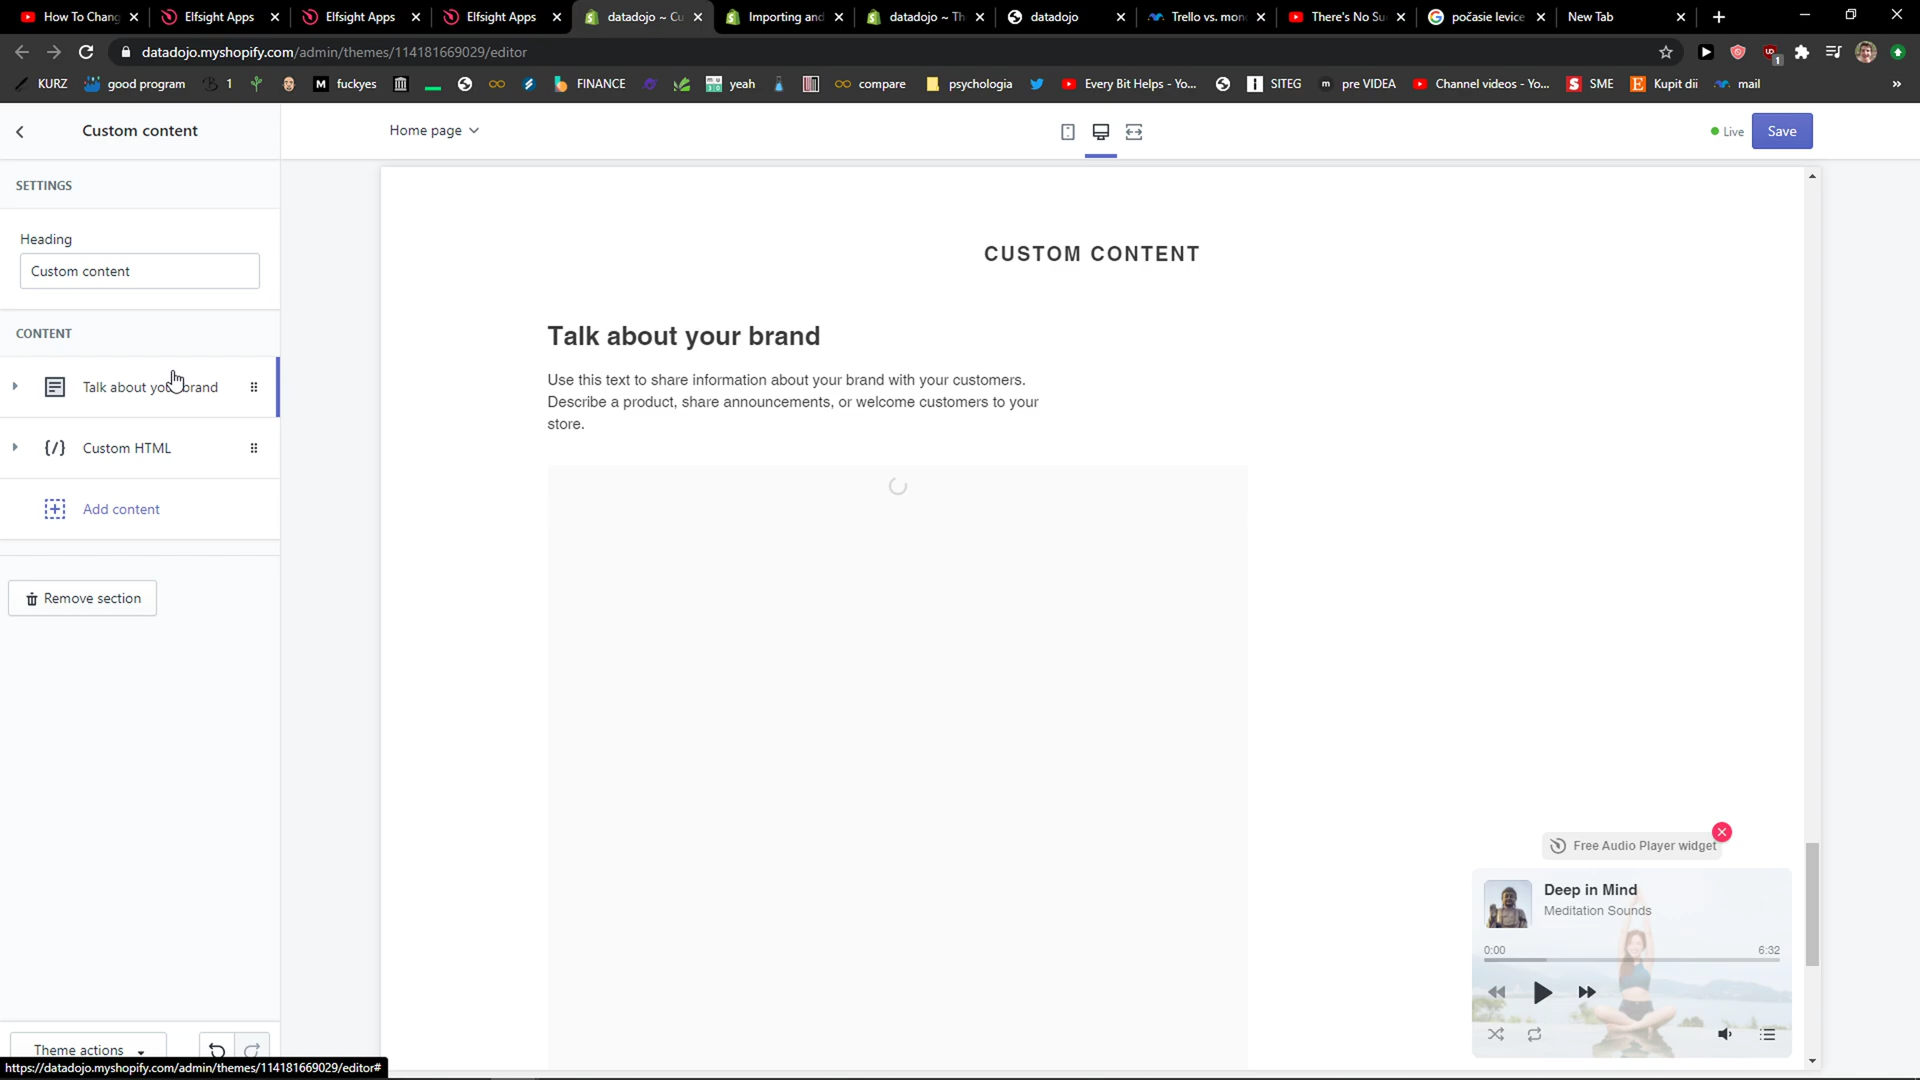 How To Chang
Elfsight Apps
Elfsight Apps
Elfsight Apps
datadojo ~ Cu
Importing and
datadojo ~ Th
datadojo
Trello vs. mon
There's No Su
počasie levice
New Tab
datadojo.myshopify.com/admin/themes/114181669029/editor
KURZ
good program
1
fuckyes
FINANCE
yeah
compare
psychologia
Every Bit Helps - Yo...
SITEG
pre VIDEA
Channel videos - Yo...
SME
Kupit dii
mail
Custom content
Home page
Live
Save
SETTINGS
Heading
Custom content
CONTENT
Talk about your brand
Custom HTML
Add content
Remove section
Theme actions
https://datadojo.myshopify.com/admin/themes/114181669029/editor#
CUSTOM CONTENT
Talk about your brand
Use this text to share information about your brand with your customers.
Describe a product, share announcements, or welcome customers to your
store.
Free Audio Player widget
Deep in Mind
Meditation Sounds
0:00
6:32